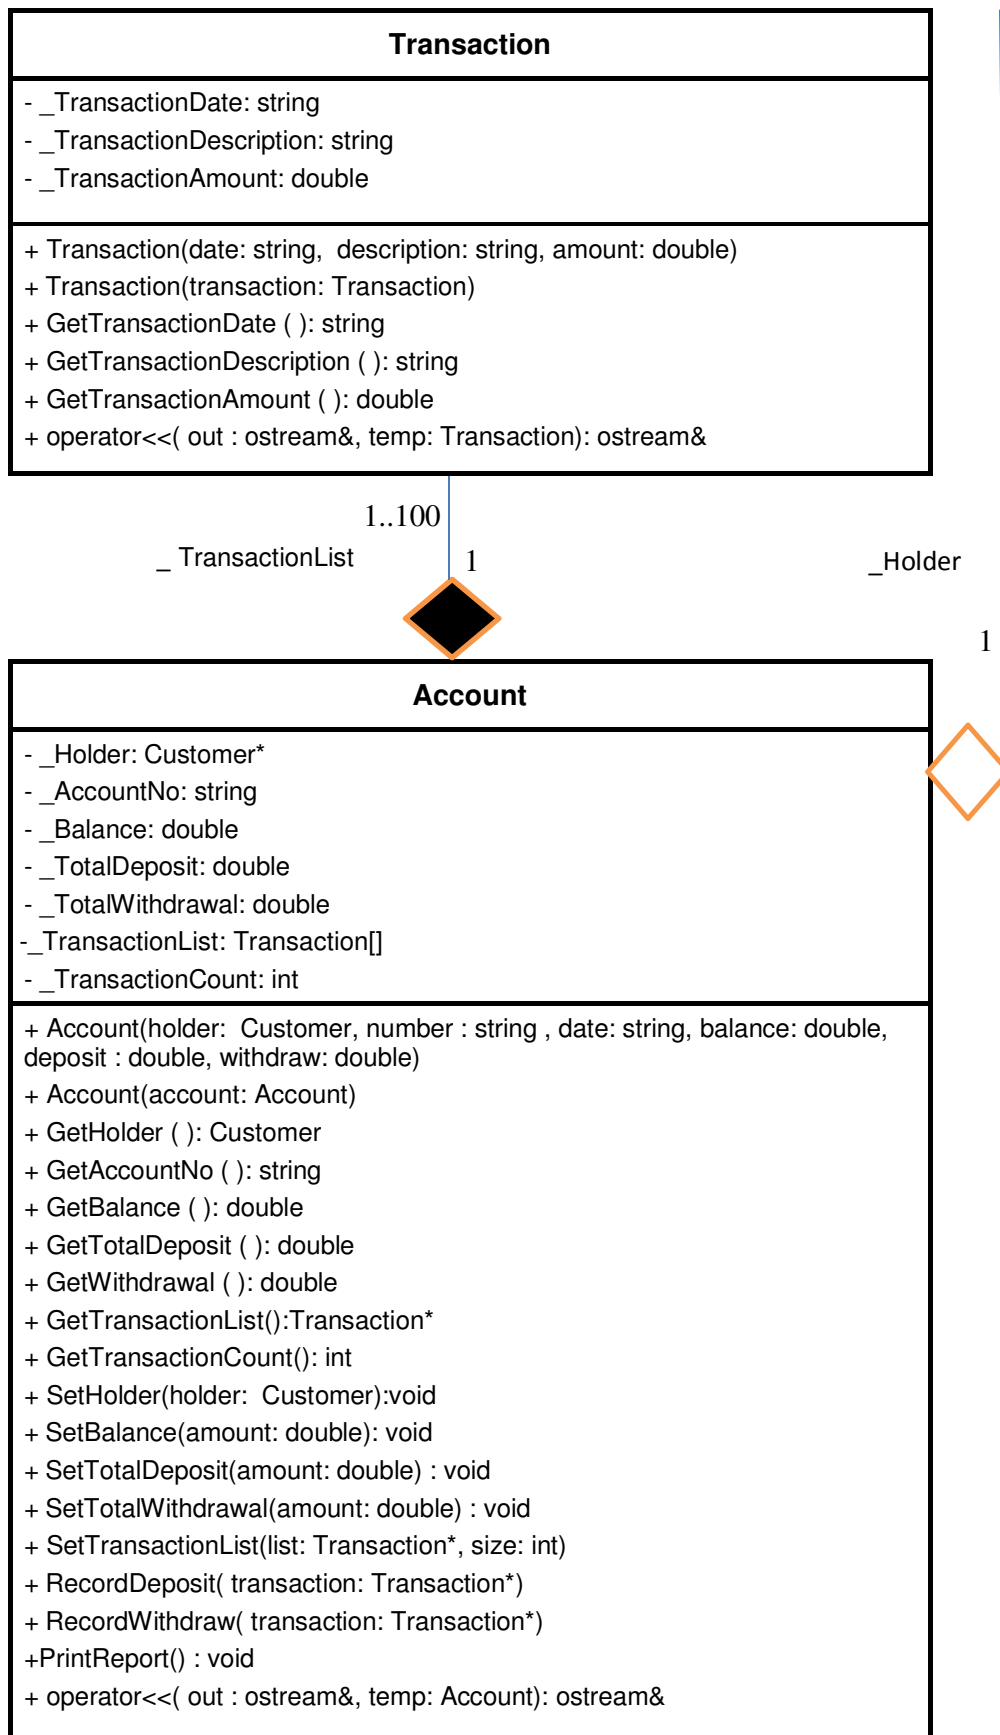 Transaction
- _TransactionDate: string
- _TransactionDescription: string
- _TransactionAmount: double
+ Transaction(date: string,  description: string, amount: double)
+ Transaction(transaction: Transaction)
+ GetTransactionDate ( ): string
+ GetTransactionDescription ( ): string
+ GetTransactionAmount ( ): double
+ operator<<( out : ostream&, temp: Transaction): ostream&
1..100
_ TransactionList
1
_Holder
1
Account
- _Holder: Customer*
- _AccountNo: string
- _Balance: double
- _TotalDeposit: double
- _TotalWithdrawal: double
-_TransactionList: Transaction[]
- _TransactionCount: int
+ Account(holder:  Customer, number : string , date: string, balance: double,
deposit : double, withdraw: double)
+ Account(account: Account)
+ GetHolder ( ): Customer
+ GetAccountNo ( ): string
+ GetBalance ( ): double
+ GetTotalDeposit ( ): double
+ GetWithdrawal ( ): double
+ GetTransactionList():Transaction*
+ GetTransactionCount(): int
+ SetHolder(holder:  Customer):void
+ SetBalance(amount: double): void
+ SetTotalDeposit(amount: double) : void
+ SetTotalWithdrawal(amount: double) : void
+ SetTransactionList(list: Transaction*, size: int)
+ RecordDeposit( transaction: Transaction*)
+ RecordWithdraw( transaction: Transaction*)
+PrintReport() : void
+ operator<<( out : ostream&, temp: Account): ostream&